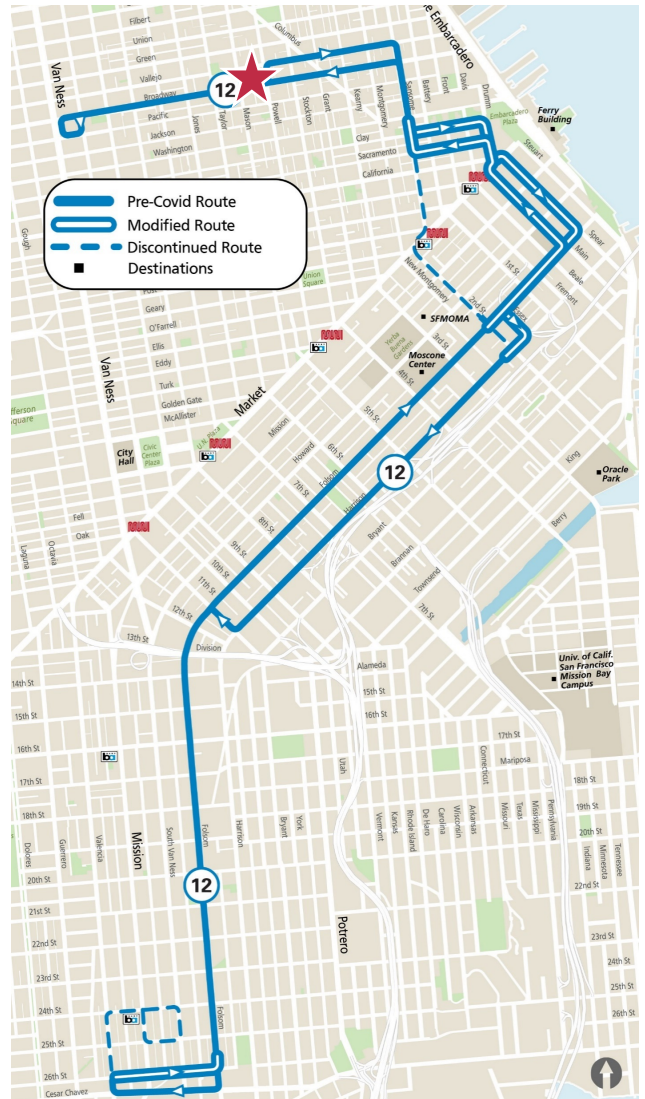 Filbert
Union
Green
Vallejo
Broadway
Pacific
Jackson
Washington
Van Ness
Gough
Columbus
The Embarcadero
12
Jones
Taylor
Mason
Powell
Stockton
Grant
Kearny
Montgomery
Sansome
Battery
Front
Davis
Drumm
Embarcadero
Plaza
Ferry
Building
Steuart
Clay
Sacramento
California
Pre-Covid Route
Modified Route
Discontinued Route
Destinations
Spear
Main
Beale
Fremont
1st St
New Montgomery
2nd St
SFMOMA
3rd St
Yerba
Buena
Gardens
Moscone
Center
4th St
Union
Square
Post
Geary
O'Farrell
Ellis
Eddy
Turk
Golden Gate
McAllister
Van Ness
Market
Jefferson
Square
U.N. Plaza
City
Hall
Civic
Center
Plaza
Mission
5th St
Howard
6th St
7th St
Folsom
Harrison
12
King
Oracle
Park
Berry
Fell
Oak
Laguna
Octavia
8th St
9th St
10th St
11th St
12th St
13th St
Division
Bryant
Brannan
Townsend
7th St
Alameda
14th St
15th St
15th St
16th St
16th St
17th St
18th St
Univ. of Calif.
San Francisco
Mission Bay
Campus
17th St
Mariposa
18th St
19th St
20th St
22nd St
Utah
Connecticut
Vermont
Kansas
Rhode Island
De Haro
Carolina
Wisconsin
Arkansas
Missouri
Texas
Mississippi
Pennsylvania
Indiana
Minnesota
Tennessee
Dolores
Guerrero
Valencia
Mission
South Van Ness
Folsom
Harrison
Bryant
York
20th St
12
21st St
22nd St
Potrero
23rd St
23rd St
24th St
24th St
25th St
25th St
26th St
Folsom
26th St
Cesar Chavez